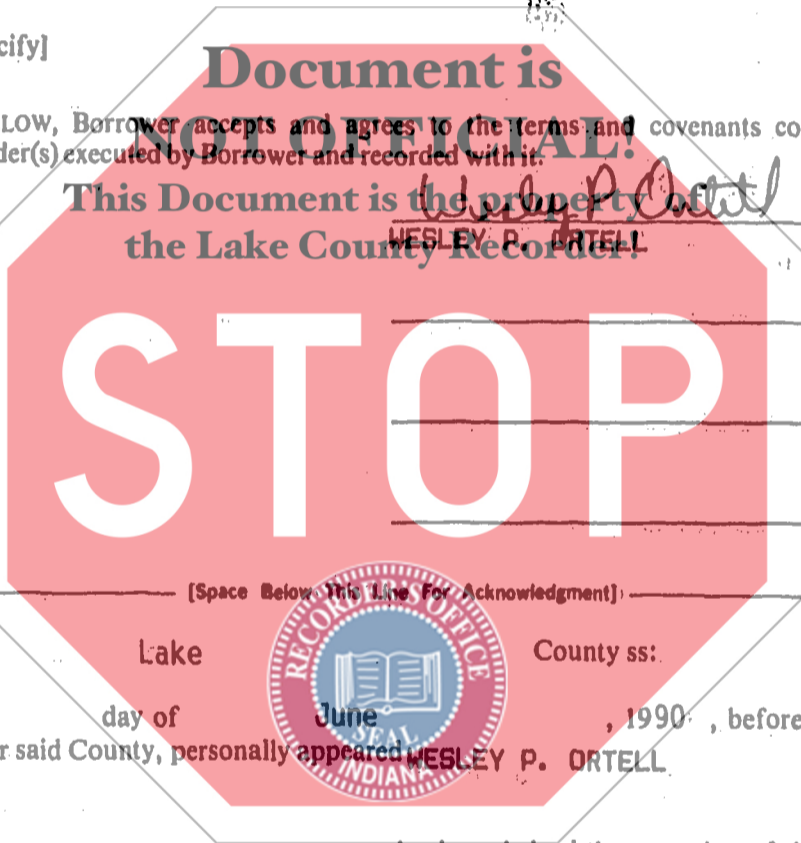 cify]
Document is
NOT OFFICIAL!
LOW, Borrower accepts and agrees to the terms and covenants co
der(s) executed by Borrower and recorded with it.
This Document is the property of
the Lake County Recorder!
Wesley P. Ortell
WESLEY P. ORTELL
STOP
[Space Below This Line For Acknowledgment]
RECORDER'S OFFICE
SEAL
INDIANA
Lake County ss:
day of June , 1990 , before
r said County, personally appeared WESLEY P. ORTELL